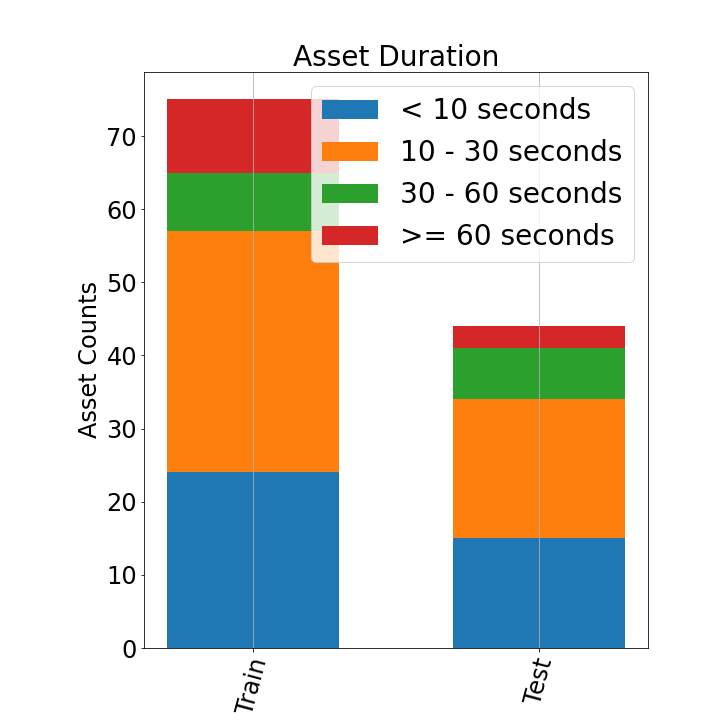 Asset Duration
< 10 seconds
10 - 30 seconds
30 - 60 seconds
>= 60 seconds
Asset Counts
70
60
50
40
30
20
10
0
Train
Test